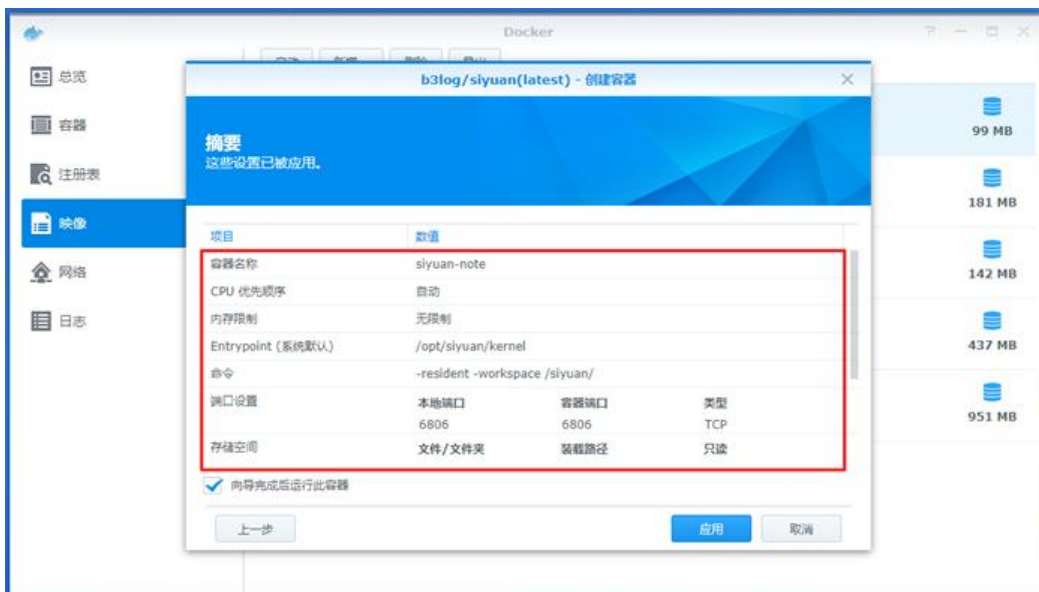 Docker
总览
容器
注册表
映像
网络
日志
b3log/siyuan(latest) - 创建容器
摘要
这些设置已被应用。
项目 数值
容器名称 siyuan-note
CPU 优先顺序 自动
内存限制 无限制
Entrypoint (系统默认) /opt/siyuan/kernel
命令 -resident -workspace /siyuan/
端口设置 本地端口 容器端口 类型
6806 6806 TCP
存储空间 文件/文件夹 装载路径 只读
向导完成后运行此容器
上一步 应用 取消
99 MB
181 MB
142 MB
437 MB
951 MB